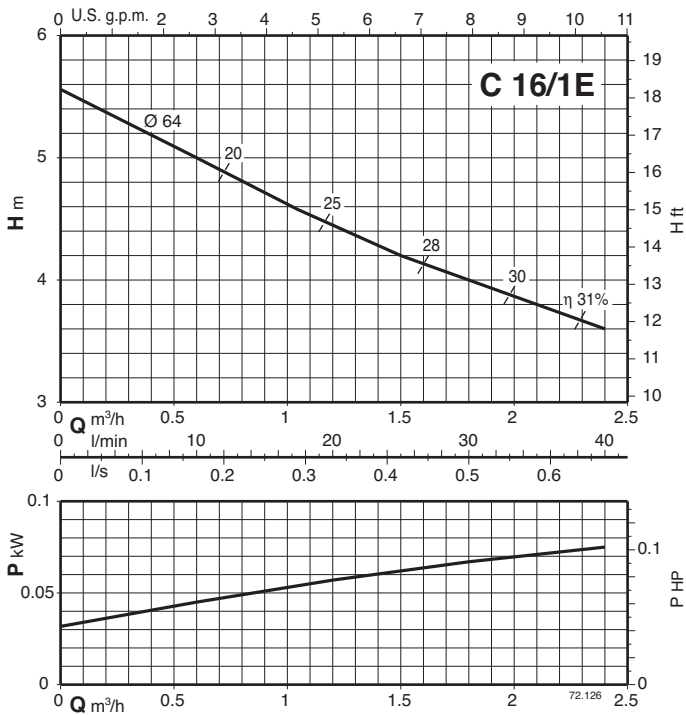 0 U.S. g.p.m. 2 3 4 5 6 7 8 9 10 11
6
5
4
3
H m
C 16/1E
Ø 64
20
25
28
30
η 31%
19
18
17
16
15
14
13
12
11
10
H ft
0 0.5 1 1.5 2 2.5
Q m³/h
0 l/min 10 20 30 40
0 l/s 0.1 0.2 0.3 0.4 0.5 0.6
0.1
0.05
0
P kW
0.1
P HP
72.126
0 0.5 1 1.5 2 2.5
Q m³/h